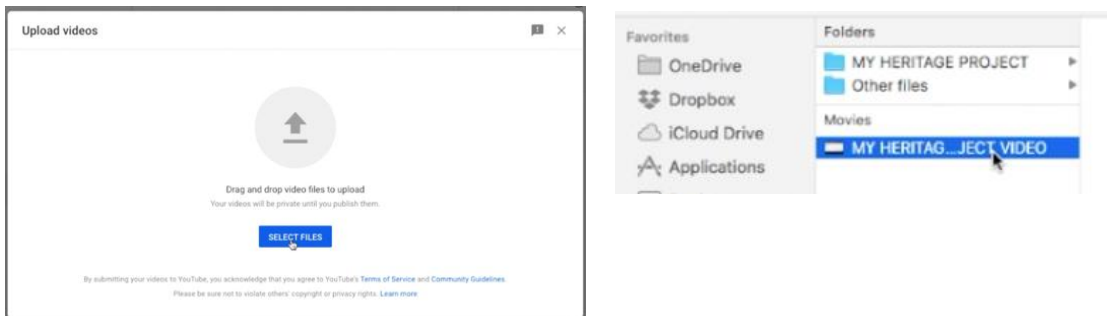 Upload videos
Drag and drop video files to upload
Your videos will be private until you publish them.
SELECT FILES
By submitting your videos to YouTube, you acknowledge that you agree to YouTube's Terms of Service and Community Guidelines.
Please be sure not to violate others' copyright or privacy rights. Learn more
Favorites
OneDrive
Dropbox
iCloud Drive
Applications
Folders
MY HERITAGE PROJECT
Other files
Movies
MY HERITAG...JECT VIDEO